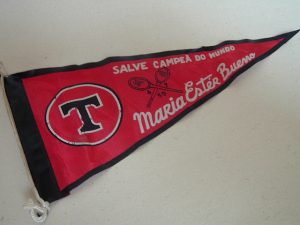 SALVE CAMPEÃ DO MUNDO
Maria Ester Bueno
T